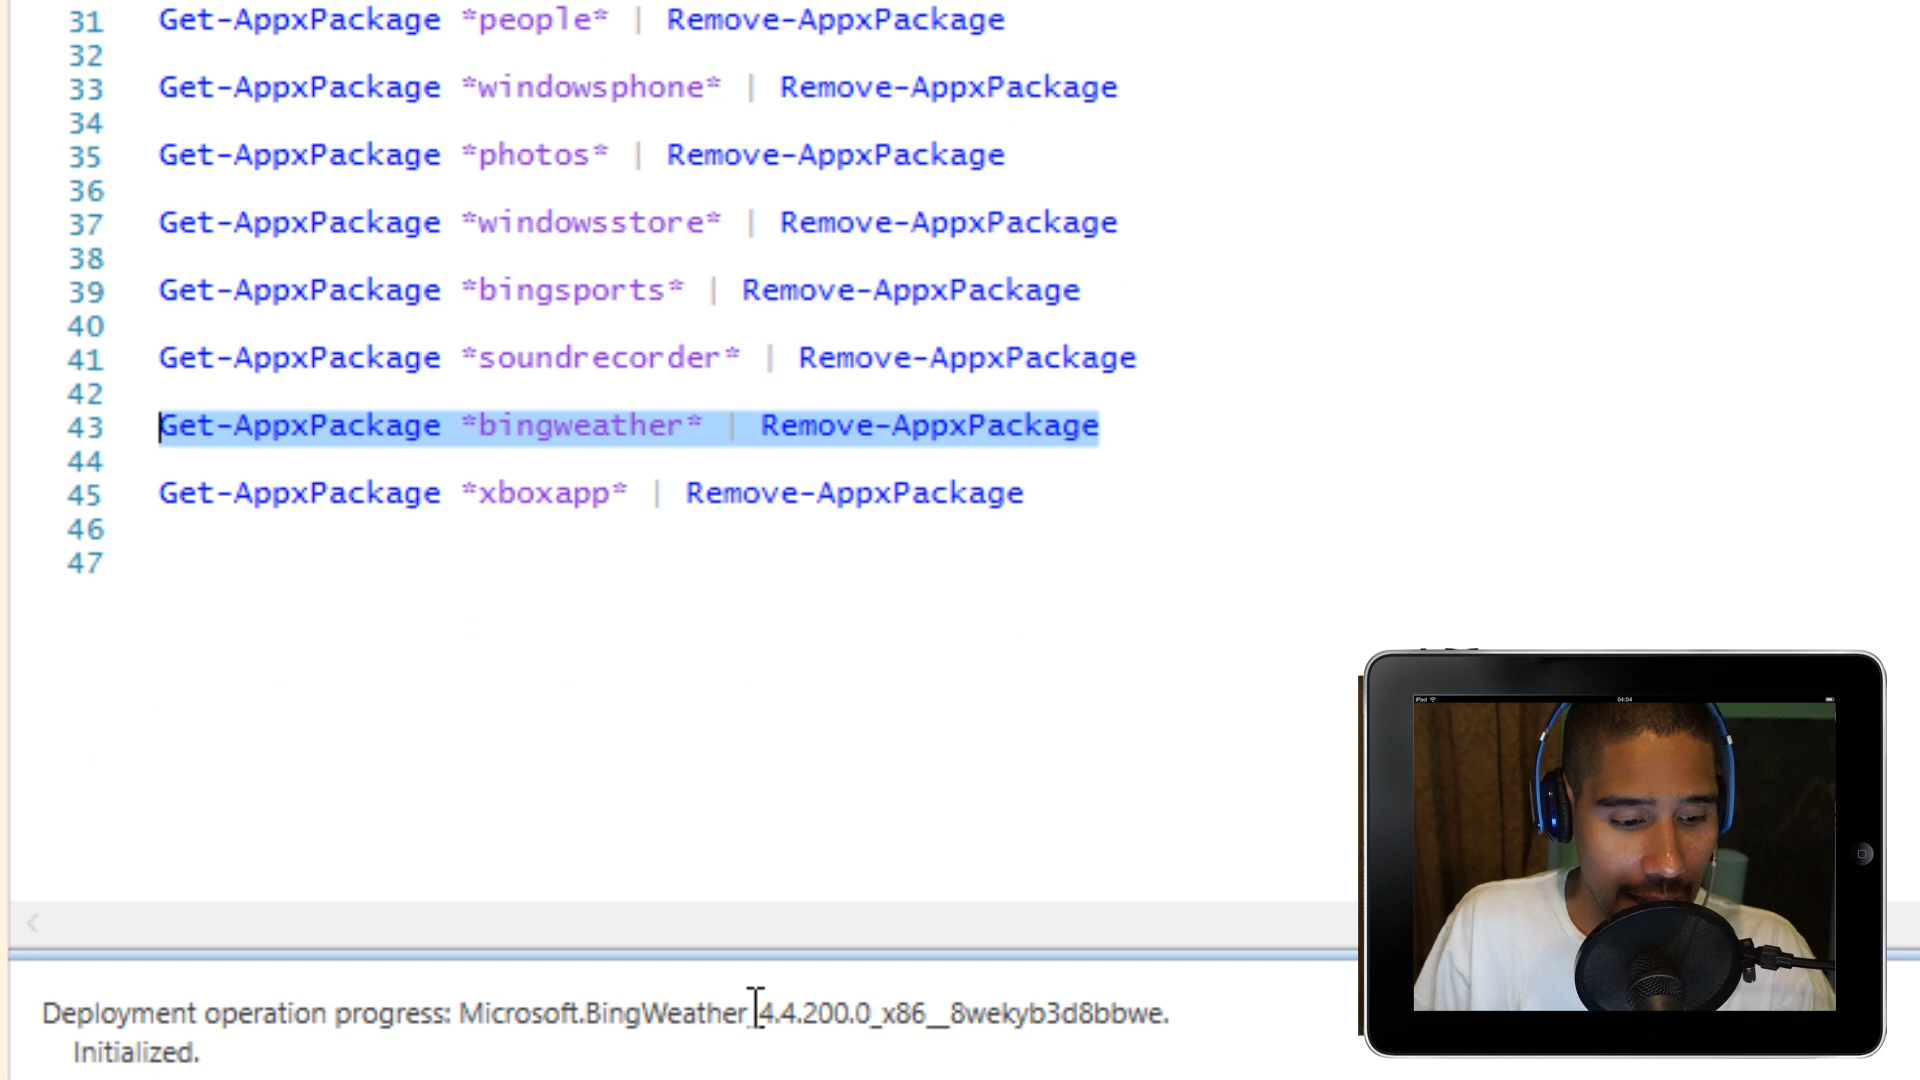 31 Get-AppxPackage *people* | Remove-AppxPackage
32
33 Get-AppxPackage *windowsphone* | Remove-AppxPackage
34
35 Get-AppxPackage *photos* | Remove-AppxPackage
36
37 Get-AppxPackage *windowsstore* | Remove-AppxPackage
38
39 Get-AppxPackage *bingsports* | Remove-AppxPackage
40
41 Get-AppxPackage *soundrecorder* | Remove-AppxPackage
42
43 Get-AppxPackage *bingweather* | Remove-AppxPackage
44
45 Get-AppxPackage *xboxapp* | Remove-AppxPackage
46
47
iPad 04:04
Deployment operation progress: Microsoft.BingWeather_4.4.200.0_x86__8wekyb3d8bbwe.
Initialized.